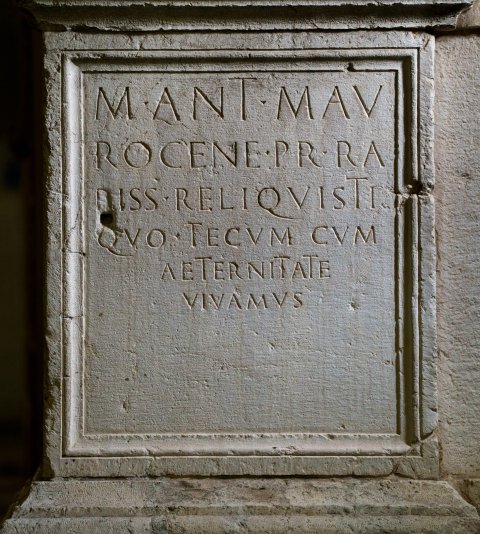 M·ANT·MAV
ROCENE·PR·RA
RISS·RELIQVISTI
QVO·TECVM CVM
AETERNITATE
VIVAMVS